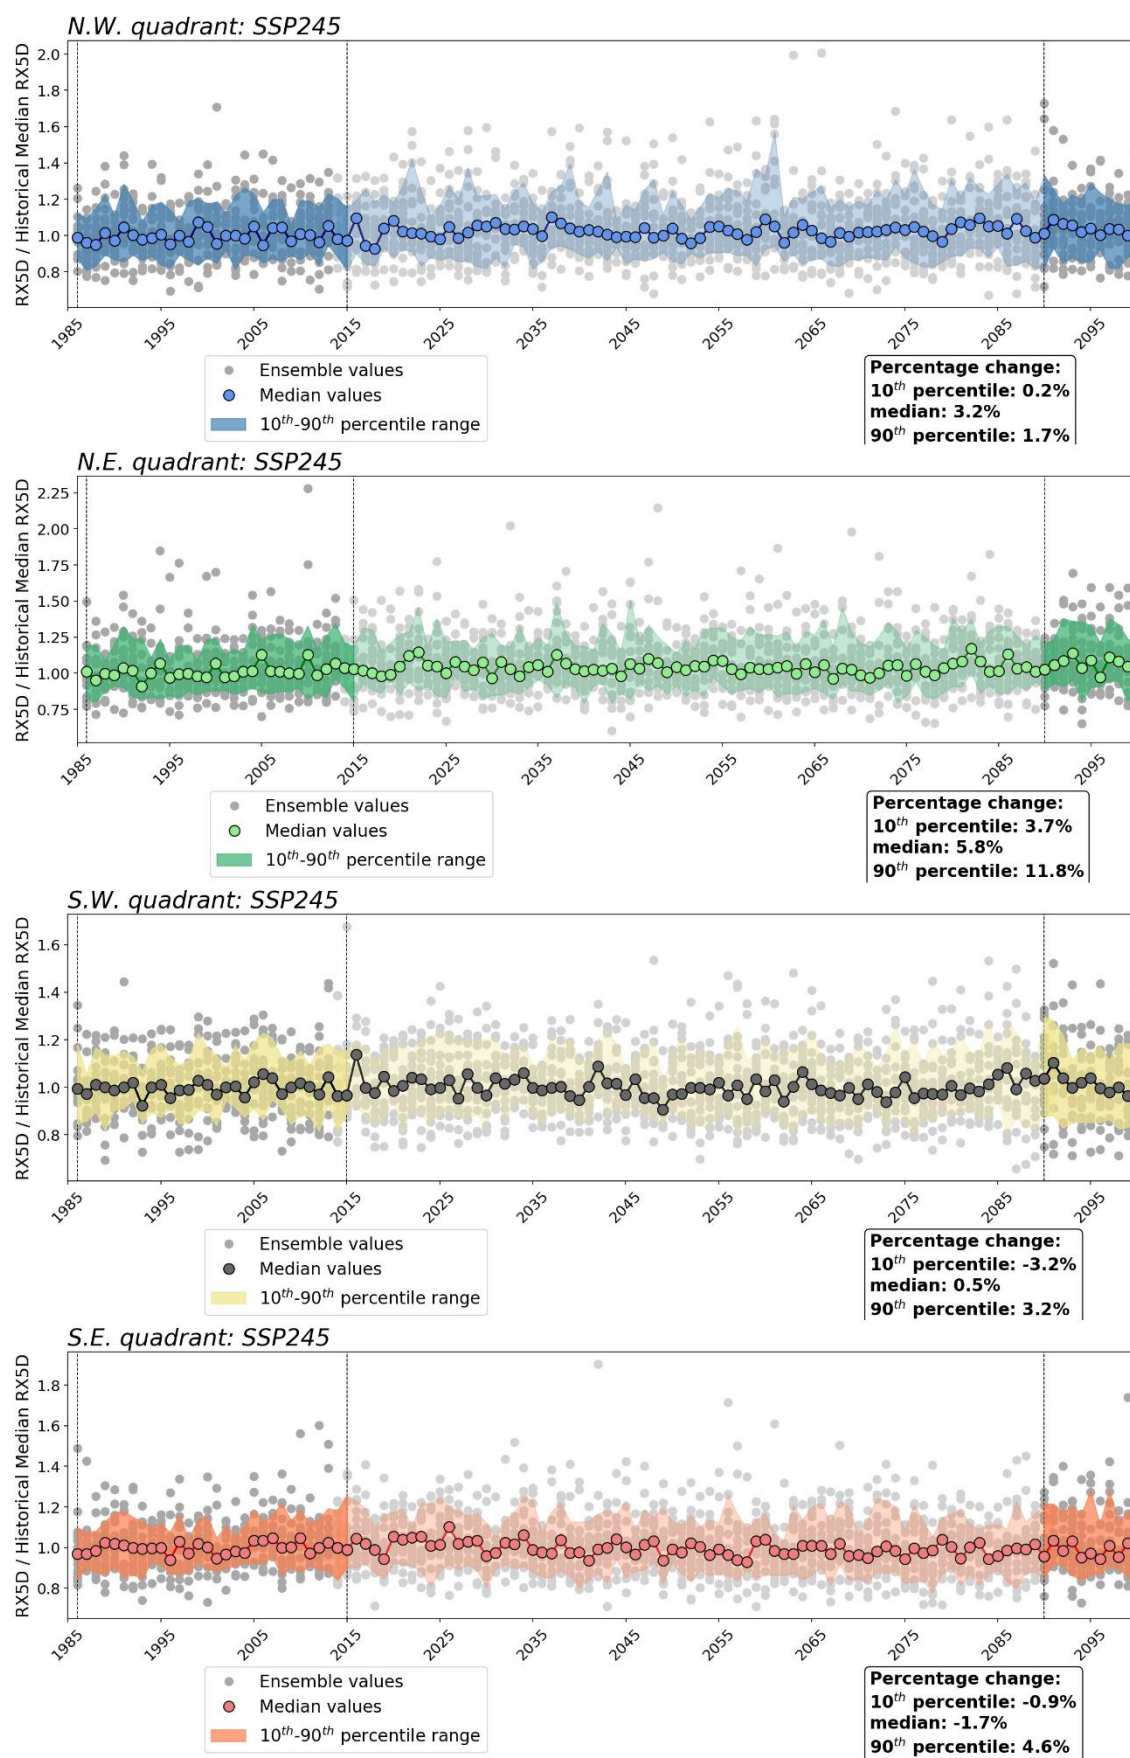 N.W. quadrant: SSP245
RX5D / Historical Median RX5D
2.0
1.8
1.6
1.4
1.2
1.0
0.8
1985 1995 2005 2015 2025 2035 2045 2055 2065 2075 2085 2095
Ensemble values
Median values
10th-90th percentile range
Percentage change:
10th percentile: 0.2%
median: 3.2%
90th percentile: 1.7%
N.E. quadrant: SSP245
RX5D / Historical Median RX5D
2.25
2.00
1.75
1.50
1.25
1.00
0.75
1985 1995 2005 2015 2025 2035 2045 2055 2065 2075 2085 2095
Ensemble values
Median values
10th-90th percentile range
Percentage change:
10th percentile: 3.7%
median: 5.8%
90th percentile: 11.8%
S.W. quadrant: SSP245
RX5D / Historical Median RX5D
1.6
1.4
1.2
1.0
0.8
1985 1995 2005 2015 2025 2035 2045 2055 2065 2075 2085 2095
Ensemble values
Median values
10th-90th percentile range
Percentage change:
10th percentile: -3.2%
median: 0.5%
90th percentile: 3.2%
S.E. quadrant: SSP245
RX5D / Historical Median RX5D
1.8
1.6
1.4
1.2
1.0
0.8
1985 1995 2005 2015 2025 2035 2045 2055 2065 2075 2085 2095
Ensemble values
Median values
10th-90th percentile range
Percentage change:
10th percentile: -0.9%
median: -1.7%
90th percentile: 4.6%